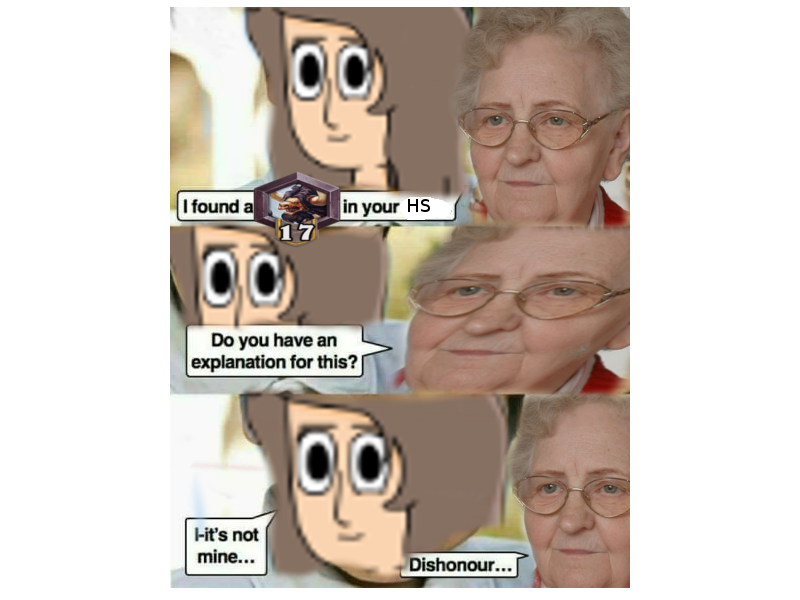 I found a 17 in your HS
Do you have an
explanation for this?
I-it's not
mine...
Dishonour...